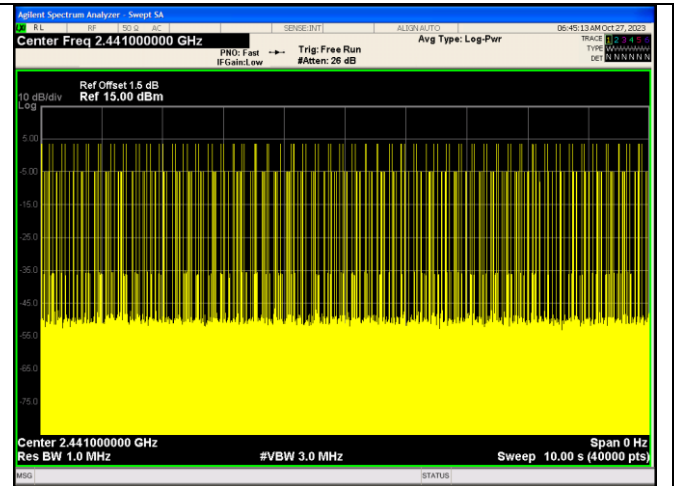 Agilent Spectrum Analyzer - Swept SA
RL RF 50 Ω AC SENSE:INT ALIGN AUTO 06:45:13 AM Oct 27, 2023
Center Freq 2.441000000 GHz Avg Type: Log-Pwr TRACE 1 2 3 4 5 6
PNO: Fast Trig: Free Run TYPE
IFGain:Low #Atten: 26 dB DET N N N N N N
Ref Offset 1.5 dB
10 dB/div Ref 15.00 dBm
Log
5.00
-5.00
-15.0
-25.0
-35.0
-45.0
-55.0
-65.0
-75.0
Center 2.441000000 GHz Span 0 Hz
Res BW 1.0 MHz #VBW 3.0 MHz Sweep 10.00 s (40000 pts)
MSG STATUS